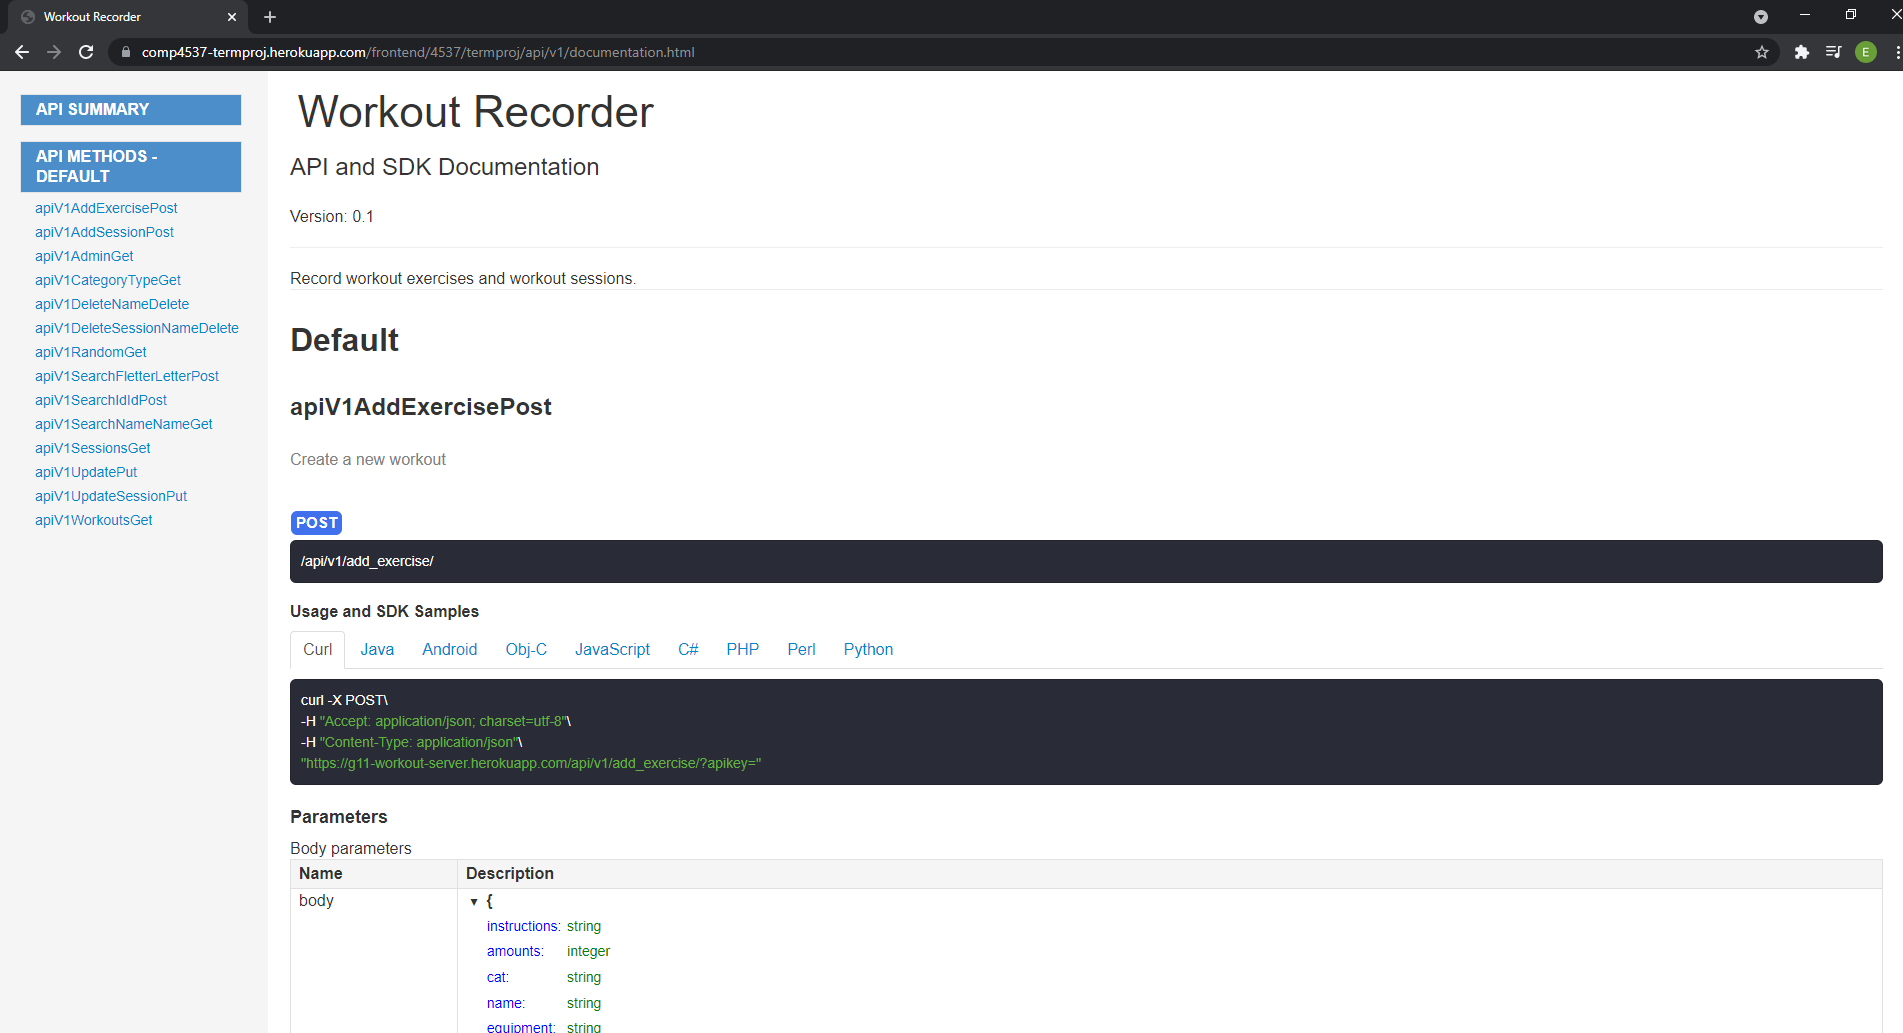 Workout Recorder
comp4537-termproj.herokuapp.com/frontend/4537/termproj/api/v1/documentation.html
E
API SUMMARY
API METHODS -
DEFAULT
apiV1AddExercisePost
apiV1AddSessionPost
apiV1AdminGet
apiV1CategoryTypeGet
apiV1DeleteNameDelete
apiV1DeleteSessionNameDelete
apiV1RandomGet
apiV1SearchFletterLetterPost
apiV1SearchIdIdPost
apiV1SearchNameNameGet
apiV1SessionsGet
apiV1UpdatePut
apiV1UpdateSessionPut
apiV1WorkoutsGet
Workout Recorder
API and SDK Documentation
Version: 0.1
Record workout exercises and workout sessions.
Default
apiV1AddExercisePost
Create a new workout
POST
/api/v1/add_exercise/
Usage and SDK Samples
Curl Java Android Obj-C JavaScript C# PHP Perl Python
curl -X POST\
-H "Accept: application/json; charset=utf-8"\
-H "Content-Type: application/json"\
"https://g11-workout-server.herokuapp.com/api/v1/add_exercise/?apikey="
Parameters
Body parameters
Name Description
body ▼ {
instructions: string
amounts: integer
cat: string
name: string
equipment: string